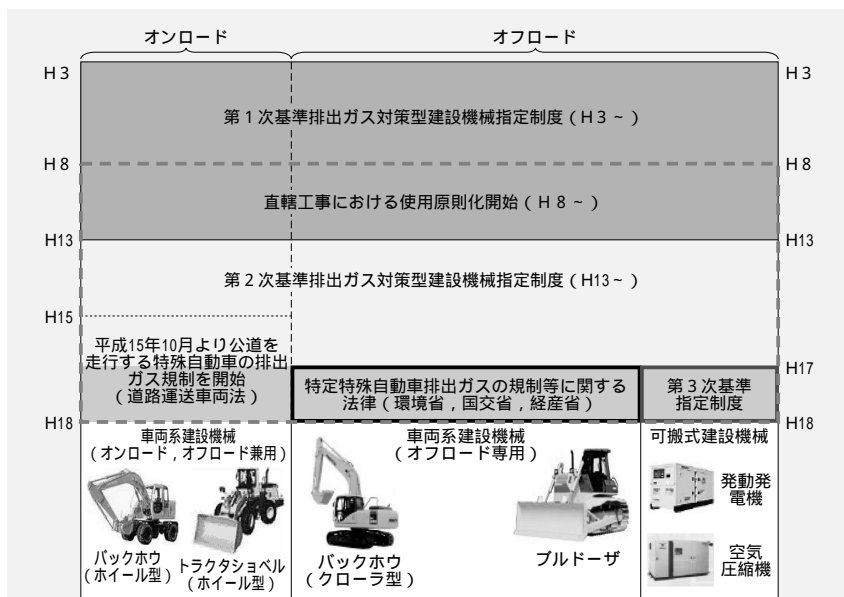 オンロード
オフロード
H3
H3
第1次基準排出ガス対策型建設機械指定制度(H3~)
H8
H8
直轄工事における使用原則化開始(H8~)
H13
H13
第2次基準排出ガス対策型建設機械指定制度(H13~)
H15
平成15年10月より公道を
走行する特殊自動車の排出
ガス規制を開始
(道路運送車両法)
H17
特定特殊自動車排出ガスの規制等に関する
法律(環境省,国交省,経産省)
第3次基準
指定制度
H18
H18
車両系建設機械
(オンロード,オフロード兼用)
車両系建設機械
(オフロード専用)
可搬式建設機械
発動発
電機
バックホウ
(ホイール型)
トラクタショベル
(ホイール型)
バックホウ
(クローラ型)
ブルドーザ
空気
圧縮機